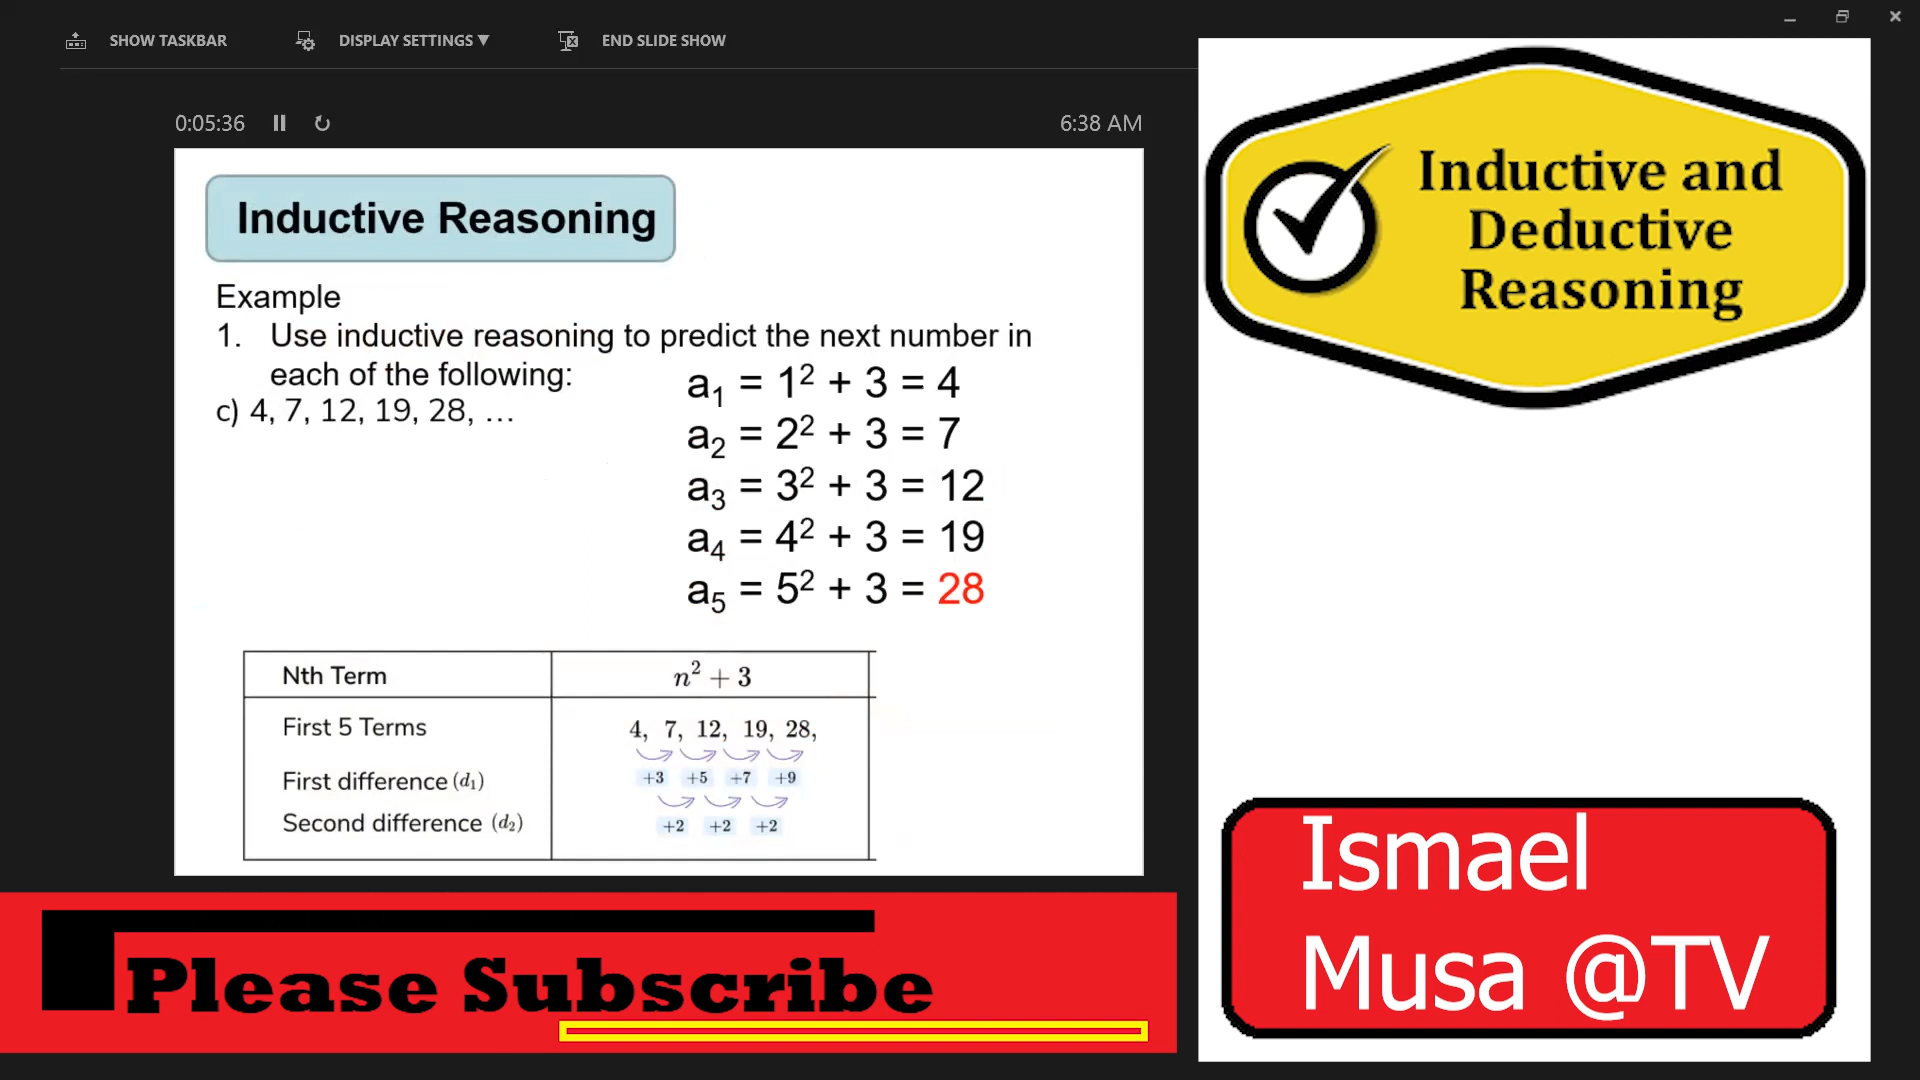 SHOW TASKBAR DISPLAY SETTINGS ▼ END SLIDE SHOW
0:05:36 6:38 AM
Inductive Reasoning
Example
1. Use inductive reasoning to predict the next number in
each of the following:
c) 4, 7, 12, 19, 28, …
a₁ = 1² + 3 = 4
a₂ = 2² + 3 = 7
a₃ = 3² + 3 = 12
a₄ = 4² + 3 = 19
a₅ = 5² + 3 = 28
Nth Term n² + 3
First 5 Terms 4, 7, 12, 19, 28,
First difference (d₁) +3 +5 +7 +9
Second difference (d₂) +2 +2 +2
Please Subscribe
Inductive and
Deductive
Reasoning
Ismael
Musa @TV